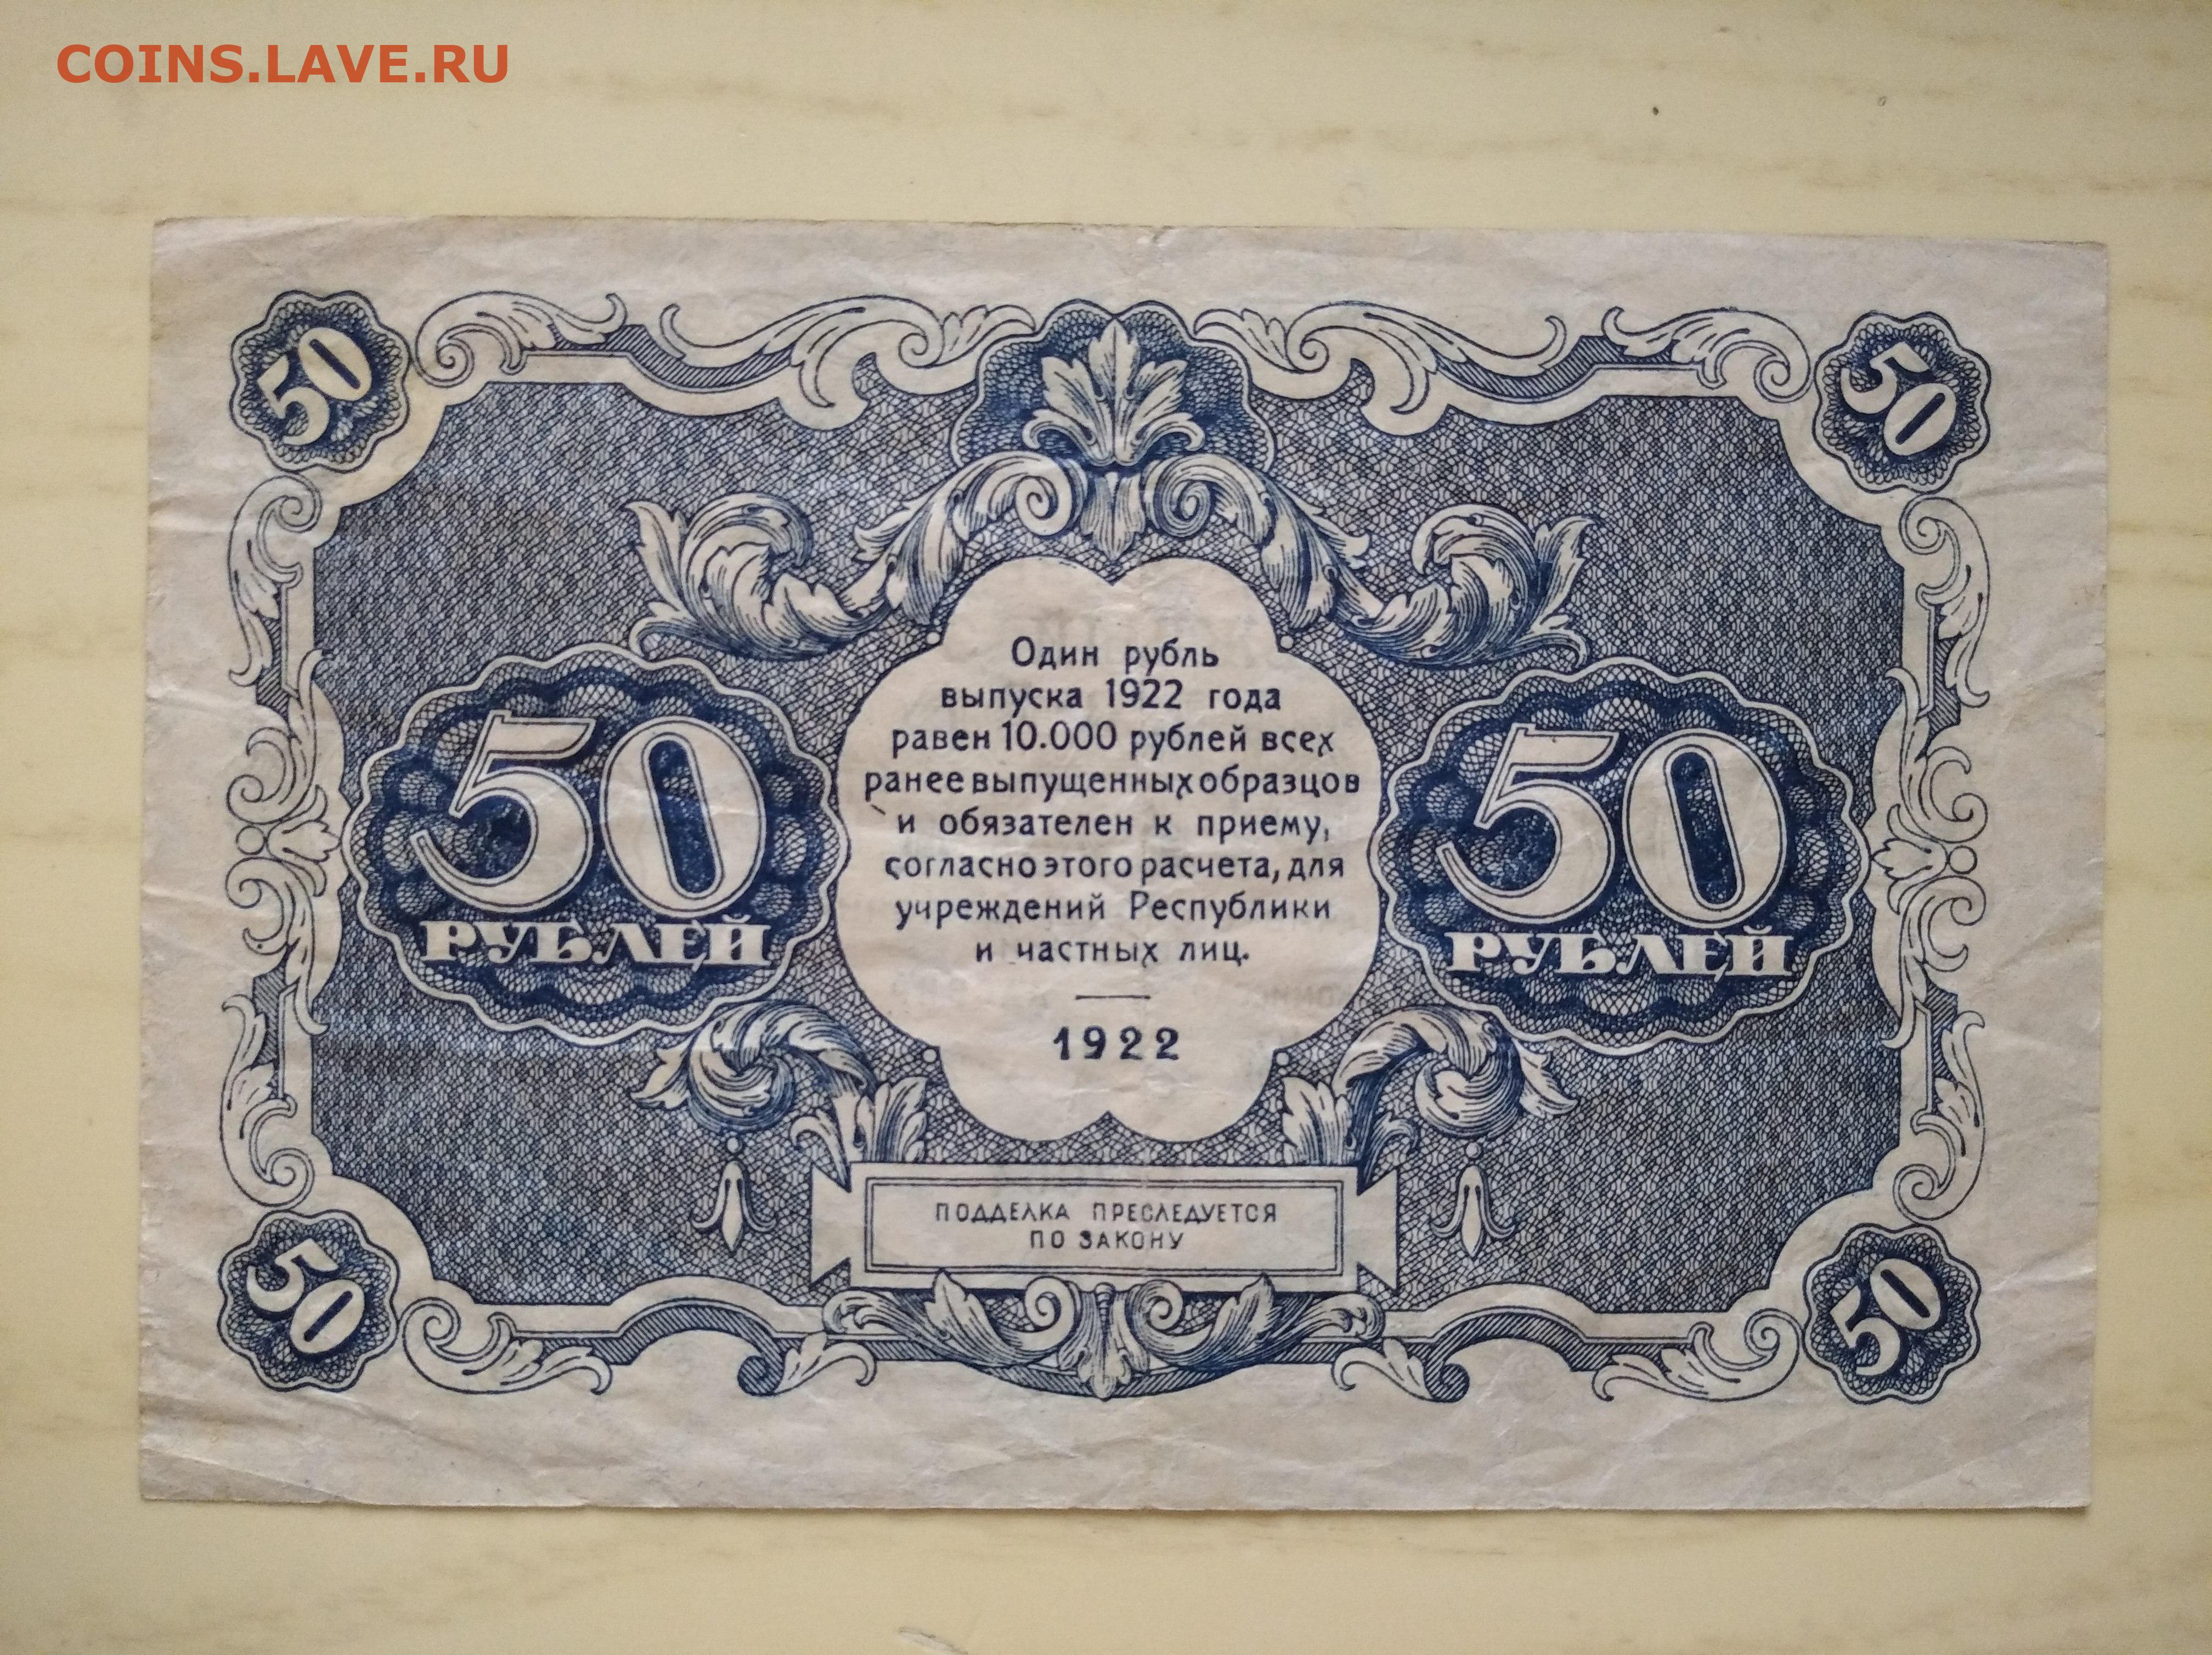 COINS.LAVE.RU
50
50
Один рубль
выпуска 1922 года
равен 10.000 рублей всех
ранее выпущенных образцов
и обязателен к приему,
согласно этого расчета, для
учреждений Республики
и частных лиц.
1922
50
РУБЛЕЙ
50
РУБЛЕЙ
ПОДДЕЛКА ПРЕСЛЕДУЕТСЯ
ПО ЗАКОНУ
50
50